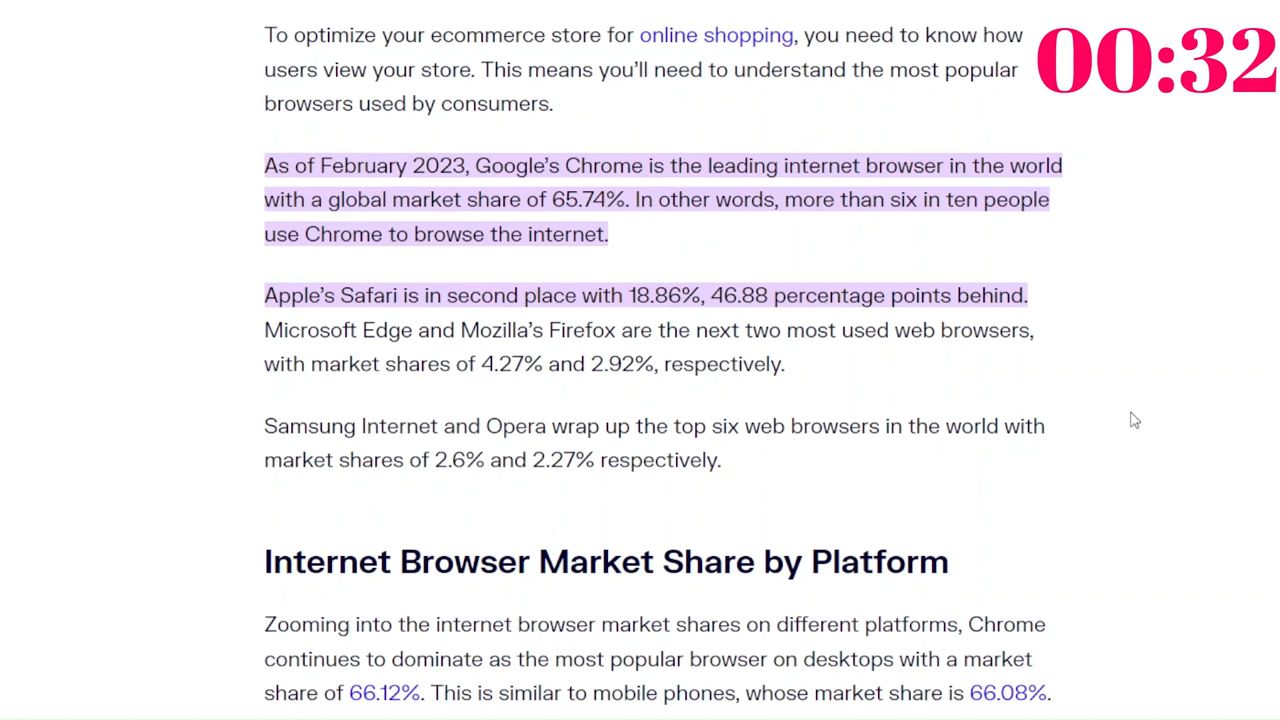 To optimize your ecommerce store for online shopping, you need to know how
users view your store. This means you’ll need to understand the most popular
browsers used by consumers.
00:32
As of February 2023, Google’s Chrome is the leading internet browser in the world
with a global market share of 65.74%. In other words, more than six in ten people
use Chrome to browse the internet.
Apple’s Safari is in second place with 18.86%, 46.88 percentage points behind.
Microsoft Edge and Mozilla’s Firefox are the next two most used web browsers,
with market shares of 4.27% and 2.92%, respectively.
Samsung Internet and Opera wrap up the top six web browsers in the world with
market shares of 2.6% and 2.27% respectively.
Internet Browser Market Share by Platform
Zooming into the internet browser market shares on different platforms, Chrome
continues to dominate as the most popular browser on desktops with a market
share of 66.12%. This is similar to mobile phones, whose market share is 66.08%.